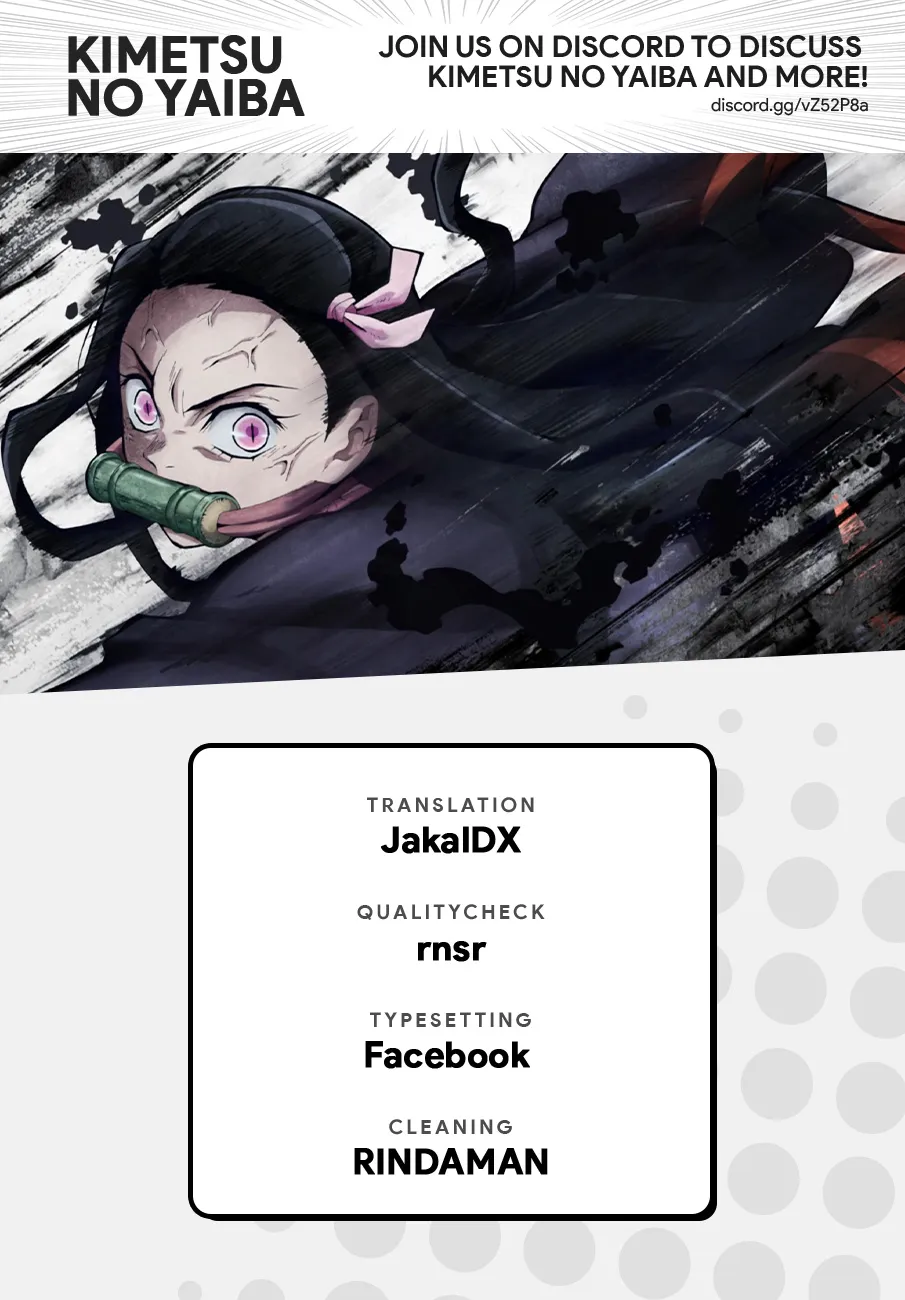 KIMETSU
NO YAIBA
JOIN US ON DISCORD TO DISCUSS
KIMETSU NO YAIBA AND MORE!
discord.gg/vZ52P8a
TRANSLATION
JakalDX
QUALITYCHECK
rnsr
TYPESETTING
Facebook
CLEANING
RINDAMAN